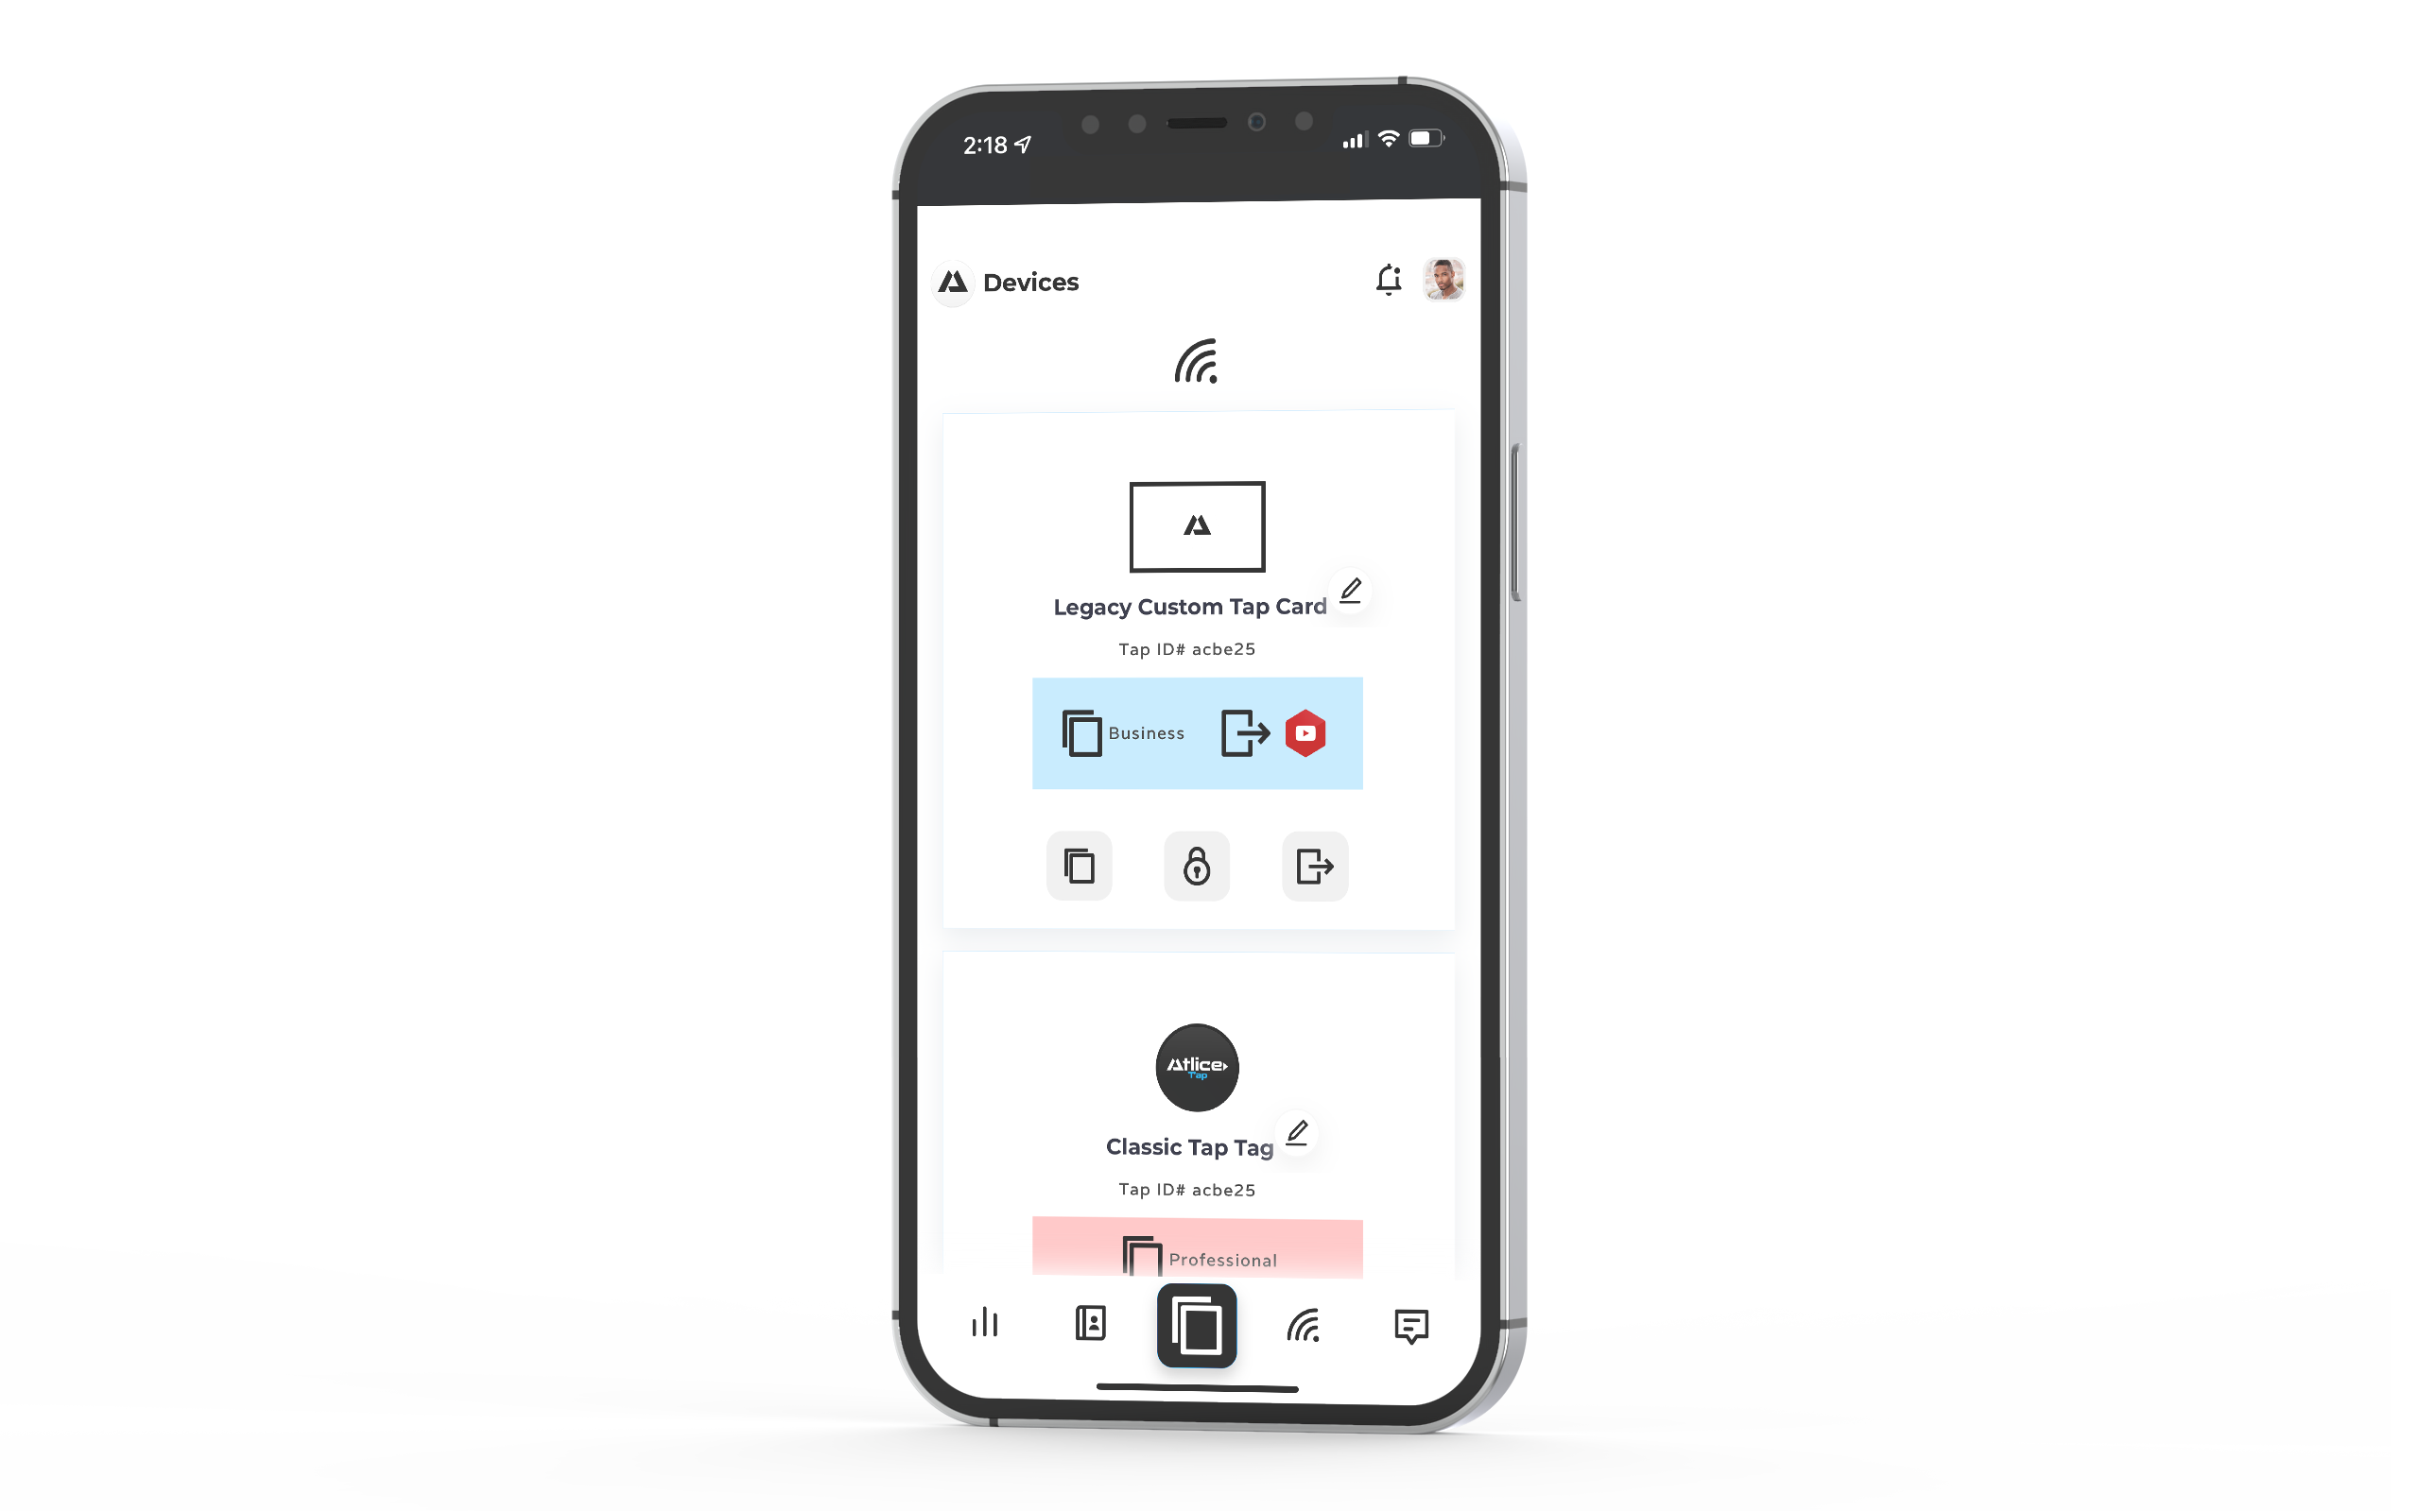 2:18
Devices
Legacy Custom Tap Card
Tap ID# acbe25
Business
Atlice
Tap
Classic Tap Tag
Tap ID# acbe25
Professional